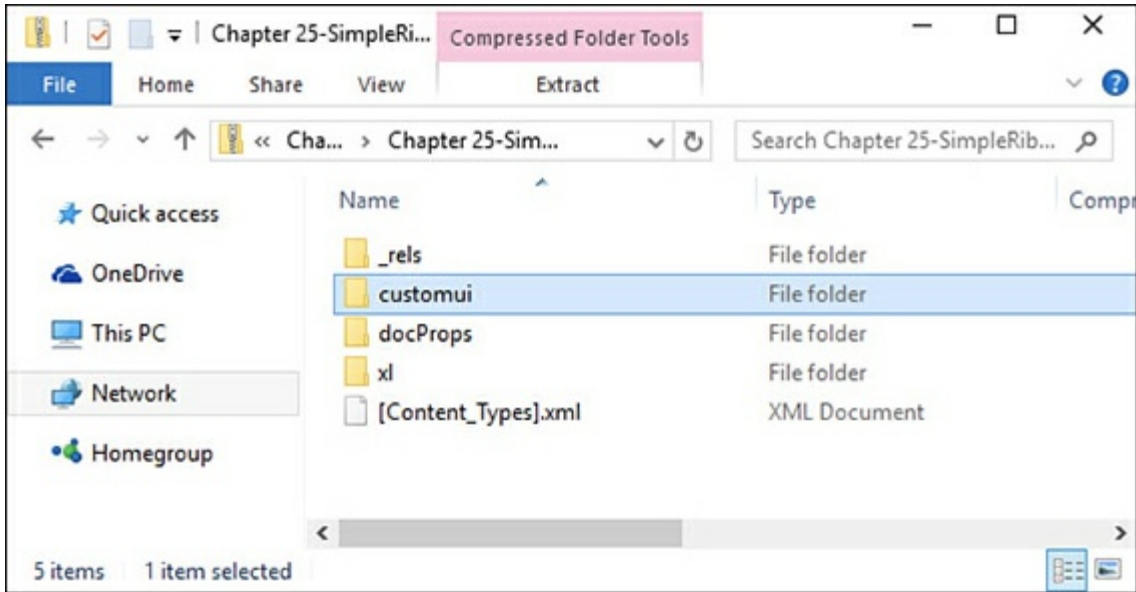 Chapter 25-SimpleRi... Compressed Folder Tools
File Home Share View Extract
« Cha... > Chapter 25-Sim... Search Chapter 25-SimpleRib...
Name Type Compr
Quick access
_rels File folder
OneDrive
customui File folder
This PC
docProps File folder
xl File folder
Network
[Content_Types].xml XML Document
Homegroup
5 items 1 item selected